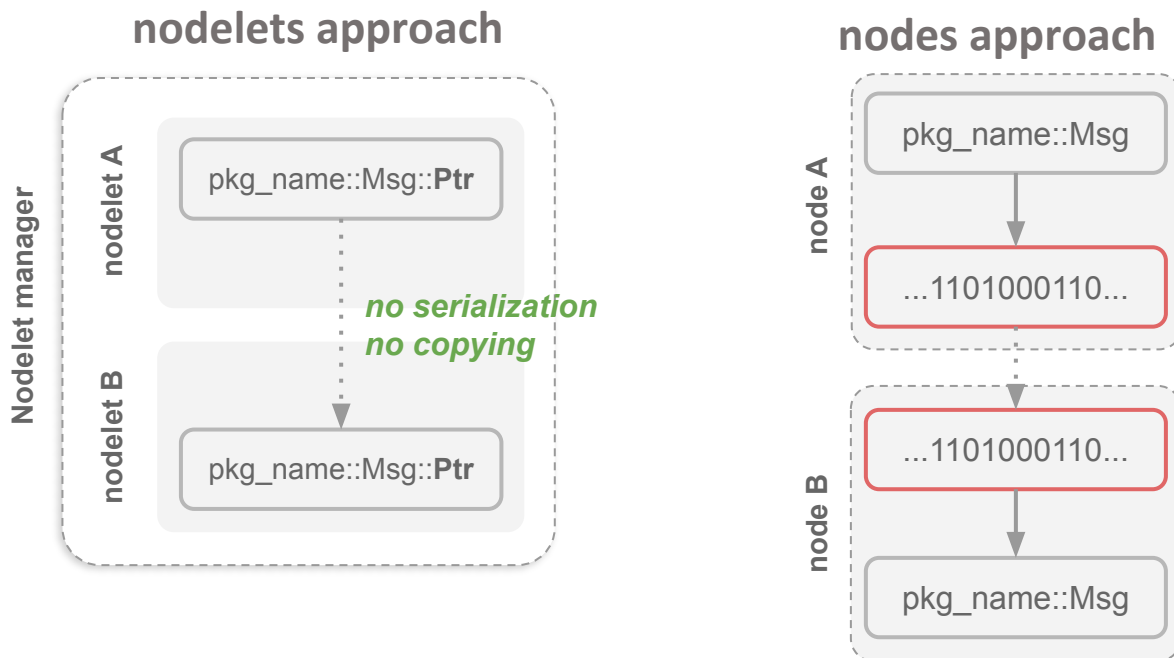 nodelets approach
Nodelet manager
nodelet A
pkg_name::Msg::Ptr
no serialization
no copying
nodelet B
pkg_name::Msg::Ptr
nodes approach
node A
pkg_name::Msg
...1101000110...
node B
...1101000110...
pkg_name::Msg